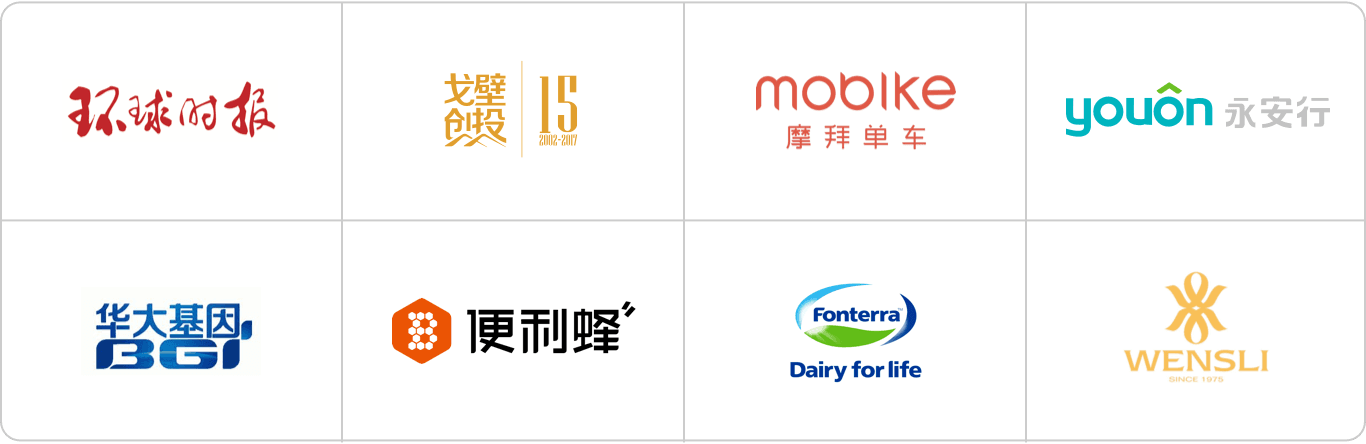 环球时报
戈壁
创投
15
2002-2017
mobike
摩拜单车
youon 永安行
华大基因
BGI
便利蜂
Fonterra™
Dairy for life
WENSLI
SINCE 1975